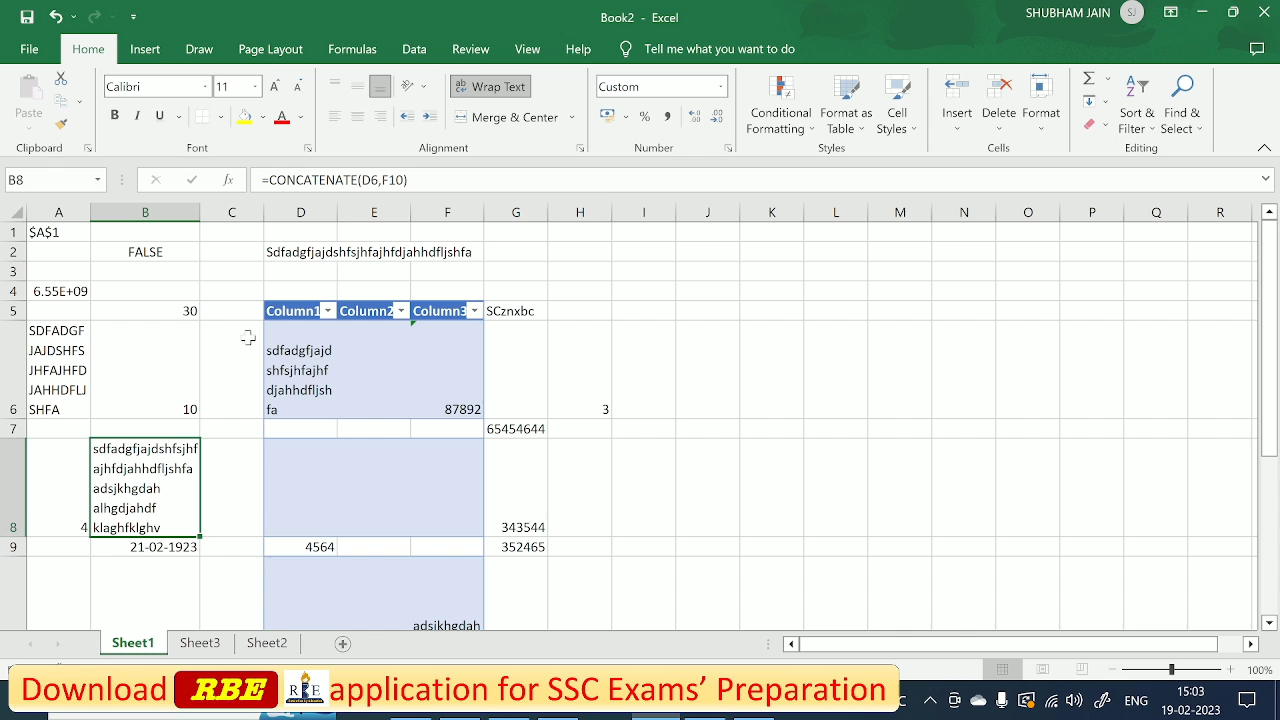 Book2 - Excel
SHUBHAM JAIN SJ
File Home Insert Draw Page Layout Formulas Data Review View Help Tell me what you want to do
Paste
Clipboard
Calibri 11
B I U
Font
ab Wrap Text
Merge & Center
Alignment
Custom
%
Number
Conditional Formatting
Format as Table
Cell Styles
Styles
Insert Delete Format
Cells
Sort & Filter
Find & Select
Editing
B8 fx =CONCATENATE(D6,F10)
A B C D E F G H I J K L M N O P Q R
1 $A$1
2 FALSE Sdfadgfjajdshfsjhfajhfdjahhdfljshfa
3
4 6.55E+09
5 30 Column1 Column2 Column3 SCznxbc
SDFADGF
JAJDSHFS sdfadgfjajd
JHFAJHFD shfsjhfajhf
JAHHDFLJ djahhdfljsh
6 SHFA 10 fa 87892 3
7 65454644
sdfadgfjajdshfsjhf
ajhfdjahhdfljshfa
adsjkhgdah
alhgdjahdf
8 4 klaghfklghv 343544
9 21-02-1923 4564 352465
adsjkhgdah
Sheet1 Sheet3 Sheet2
100%
Download RBE RBE application for SSC Exams' Preparation
ENG
15:03
19-02-2023